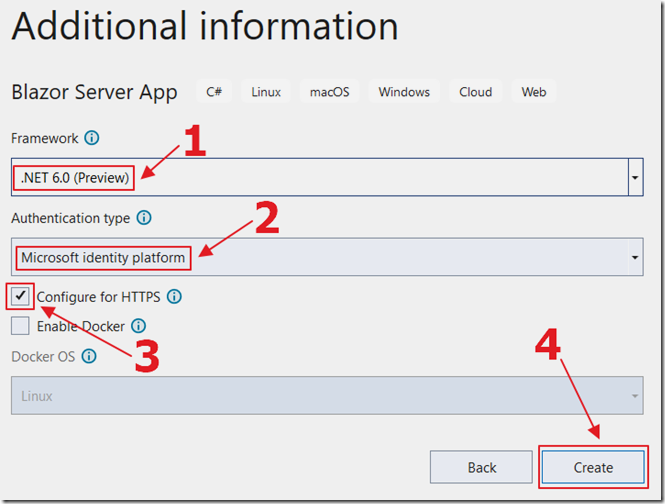 Additional information
Blazor Server App C# Linux macOS Windows Cloud Web
Framework
1
.NET 6.0 (Preview)
Authentication type
2
Microsoft identity platform
Configure for HTTPS
Enable Docker
3
4
Docker OS
Linux
Back Create